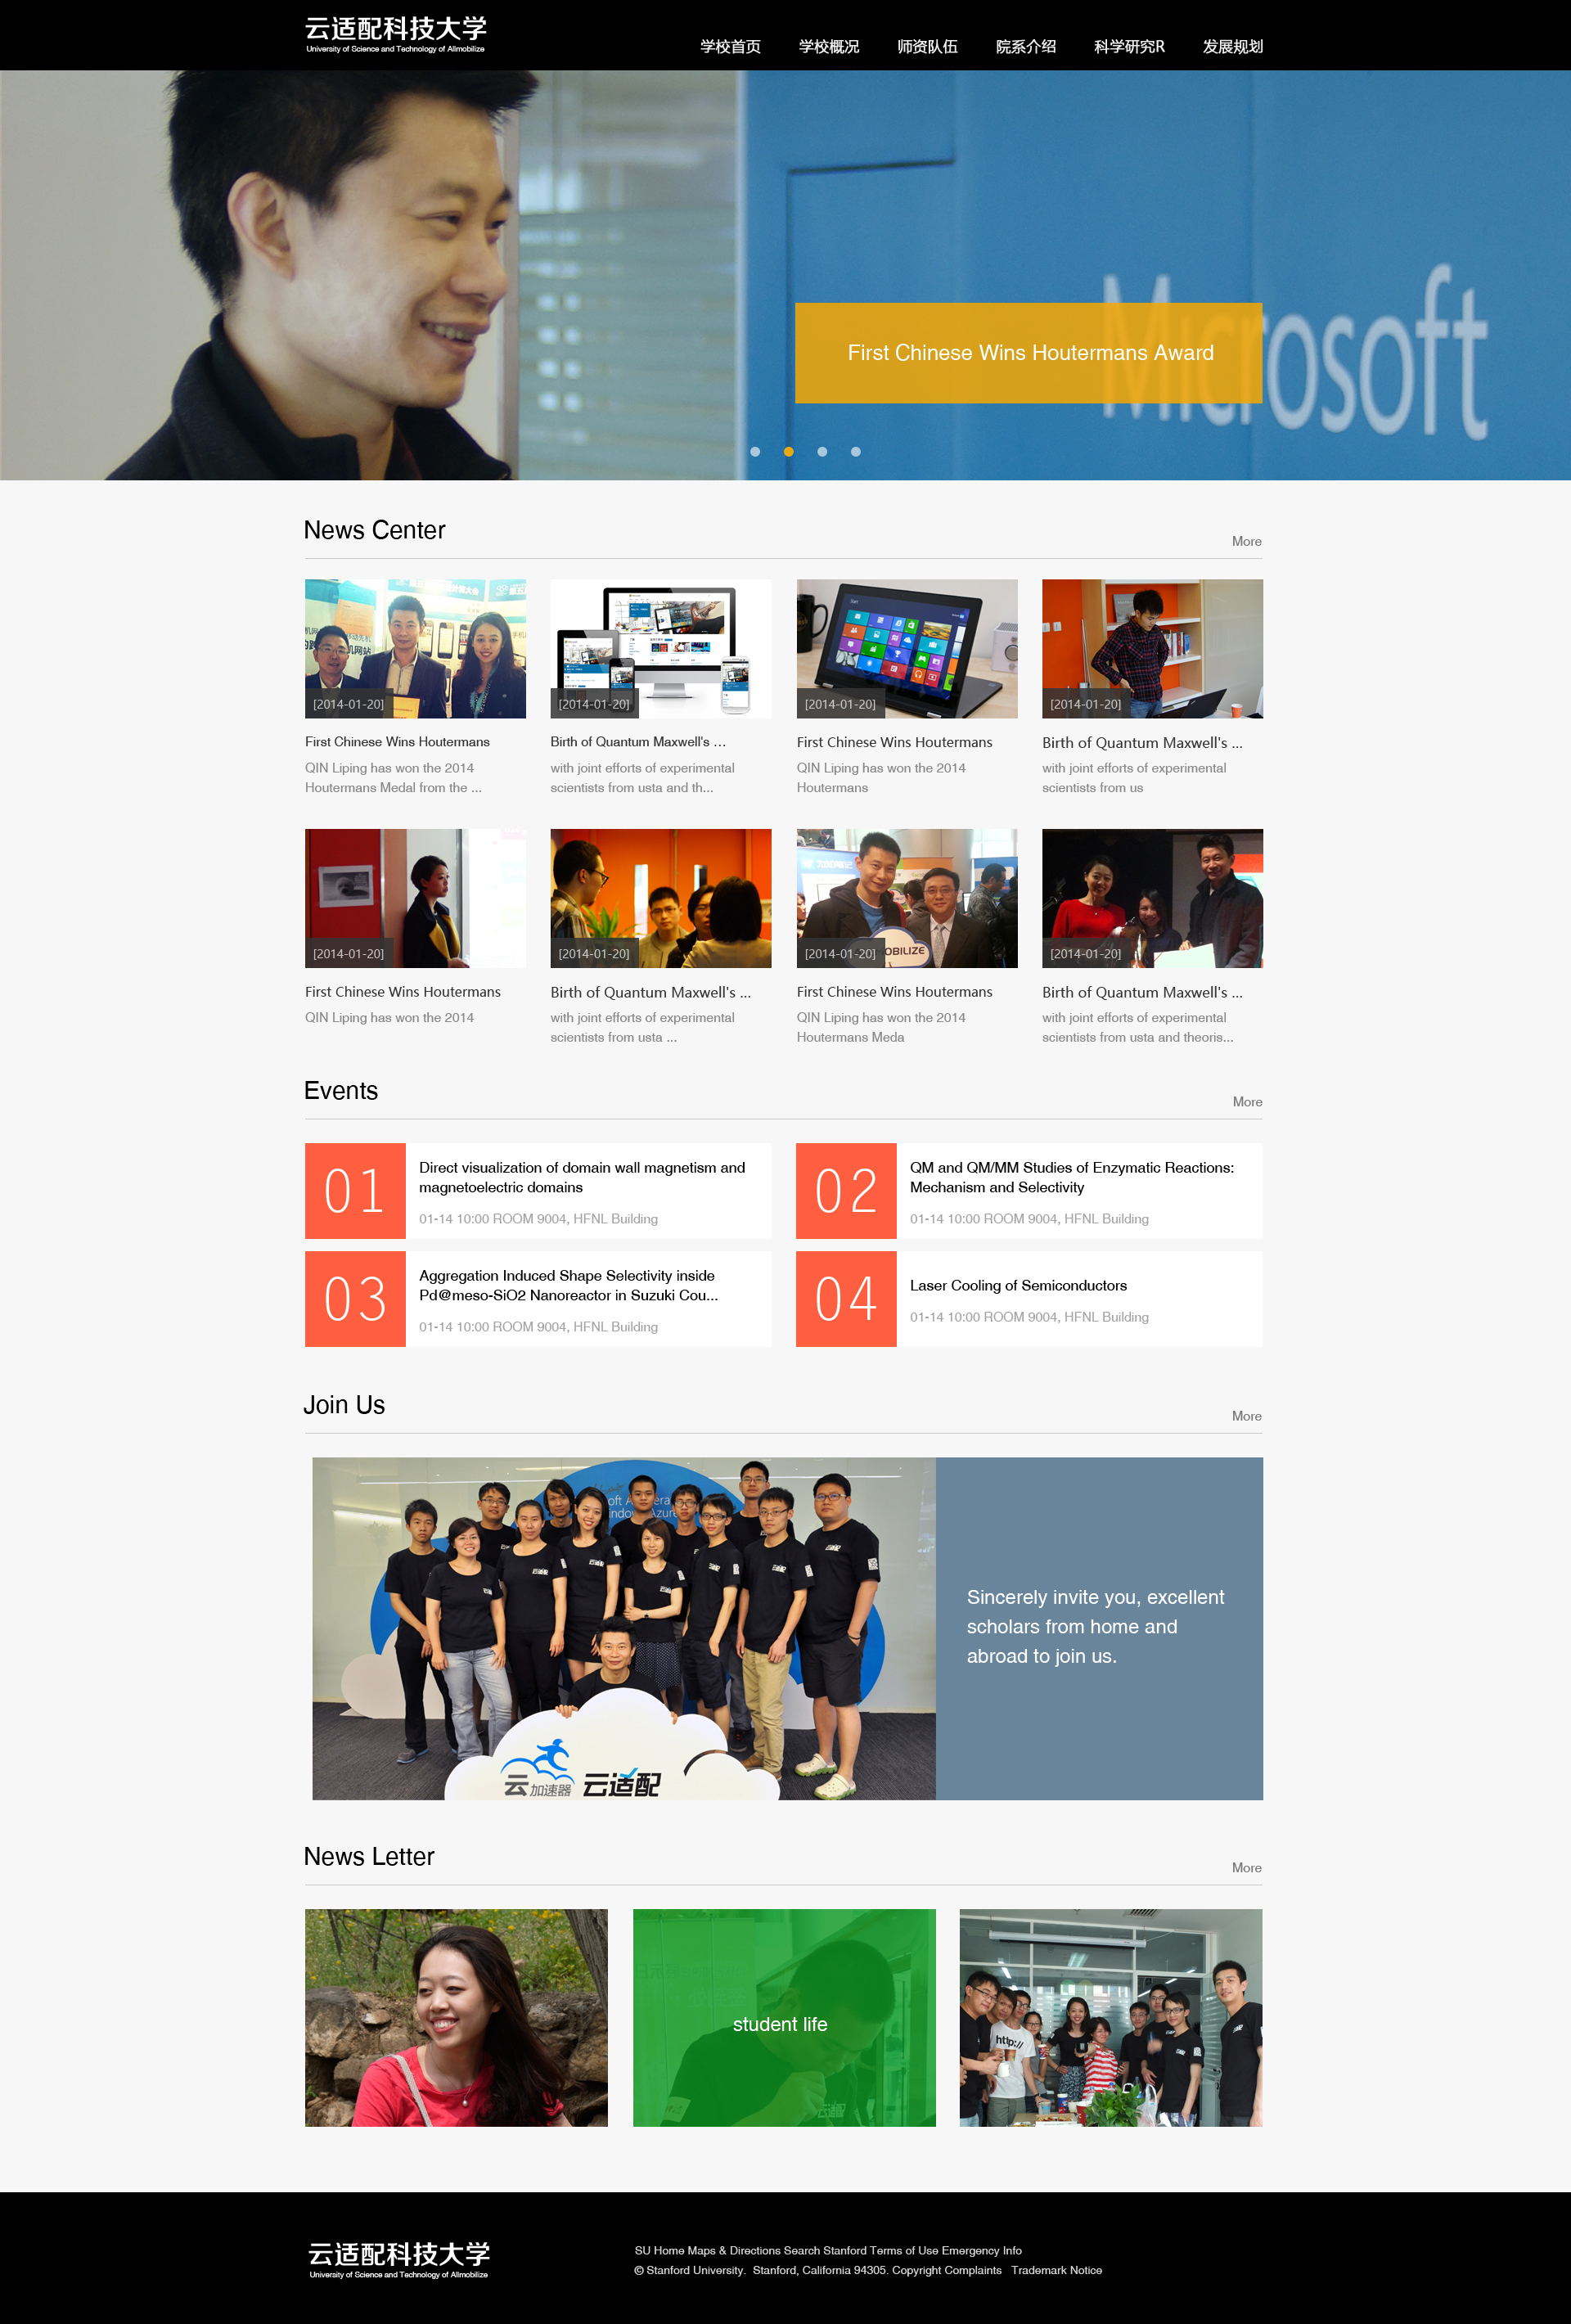 云适配科技大学
University of Science and Technology of Allmobilize
学校首页 学校概况 师资队伍 院系介绍 科学研究R 发展规划
Microsoft
First Chinese Wins Houtermans Award
News Center
More
[2014-01-20] [2014-01-20] [2014-01-20] [2014-01-20]
First Chinese Wins Houtermans
QIN Liping has won the 2014
Houtermans Medal from the ...
Birth of Quantum Maxwell's ...
with joint efforts of experimental
scientists from usta and th...
First Chinese Wins Houtermans
QIN Liping has won the 2014
Houtermans
Birth of Quantum Maxwell's ...
with joint efforts of experimental
scientists from us
OBILIZE
[2014-01-20] [2014-01-20] [2014-01-20] [2014-01-20]
First Chinese Wins Houtermans
QIN Liping has won the 2014
Birth of Quantum Maxwell's ...
with joint efforts of experimental
scientists from usta ...
First Chinese Wins Houtermans
QIN Liping has won the 2014
Houtermans Meda
Birth of Quantum Maxwell's ...
with joint efforts of experimental
scientists from usta and theoris...
Events
More
01
Direct visualization of domain wall magnetism and
magnetoelectric domains
01-14 10:00 ROOM 9004, HFNL Building
02
QM and QM/MM Studies of Enzymatic Reactions:
Mechanism and Selectivity
01-14 10:00 ROOM 9004, HFNL Building
03
Aggregation Induced Shape Selectivity inside
Pd@meso-SiO2 Nanoreactor in Suzuki Cou...
01-14 10:00 ROOM 9004, HFNL Building
04
Laser Cooling of Semiconductors
01-14 10:00 ROOM 9004, HFNL Building
Join Us
More
Sincerely invite you, excellent
scholars from home and
abroad to join us.
云加速器 云适配
News Letter
More
student life
http://
云适配科技大学
University of Science and Technology of Allmobilize
SU Home Maps & Directions Search Stanford Terms of Use Emergency Info
© Stanford University. Stanford, California 94305. Copyright Complaints Trademark Notice